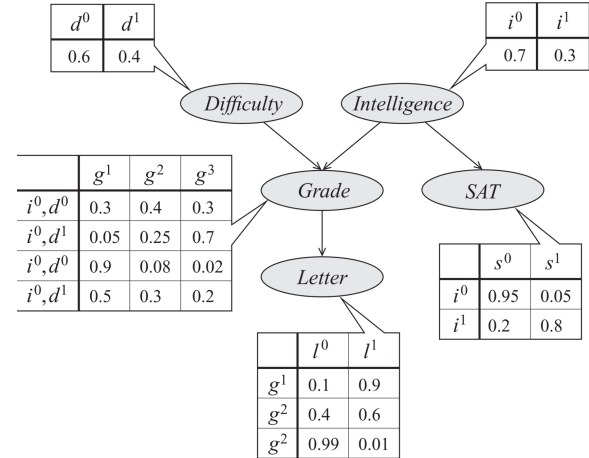 d⁰ d¹
0.6 0.4
i⁰ i¹
0.7 0.3
Difficulty
Intelligence
g¹ g² g³
i⁰,d⁰ 0.3 0.4 0.3
i⁰,d¹ 0.05 0.25 0.7
i⁰,d⁰ 0.9 0.08 0.02
i⁰,d¹ 0.5 0.3 0.2
Grade
SAT
Letter
s⁰ s¹
i⁰ 0.95 0.05
i¹ 0.2 0.8
l⁰ l¹
g¹ 0.1 0.9
g² 0.4 0.6
g² 0.99 0.01